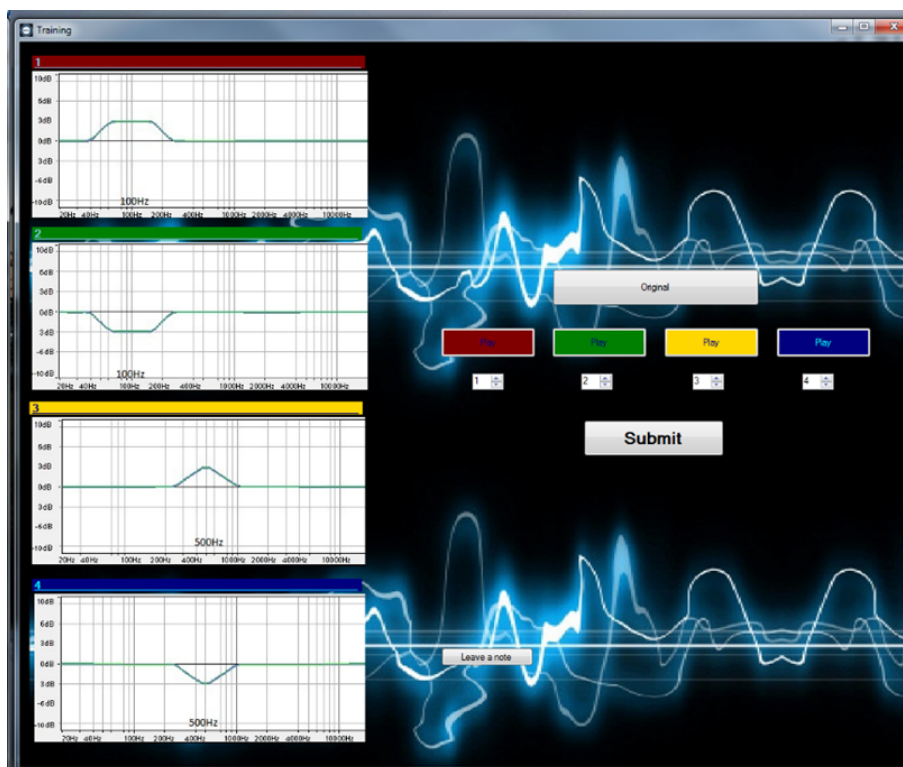 Training
1
10dB
6dB
3dB
0dB
3dB
-6dB
-10dB
100Hz
20Hz 40Hz 100Hz 200Hz 400Hz 1000Hz 2000Hz 4000Hz 10000Hz
2
10dB
6dB
3dB
0dB
3dB
-6dB
-10dB
100Hz
20Hz 40Hz 100Hz 200Hz 400Hz 1000Hz 2000Hz 4000Hz 10000Hz
3
10dB
6dB
3dB
0dB
3dB
-6dB
-10dB
500Hz
20Hz 40Hz 100Hz 200Hz 400Hz 1000Hz 2000Hz 4000Hz 10000Hz
4
10dB
6dB
3dB
0dB
3dB
-6dB
-10dB
500Hz
20Hz 40Hz 100Hz 200Hz 400Hz 1000Hz 2000Hz 4000Hz 10000Hz
Original
Play Play Play Play
1 2 3 4
Submit
Leave a note